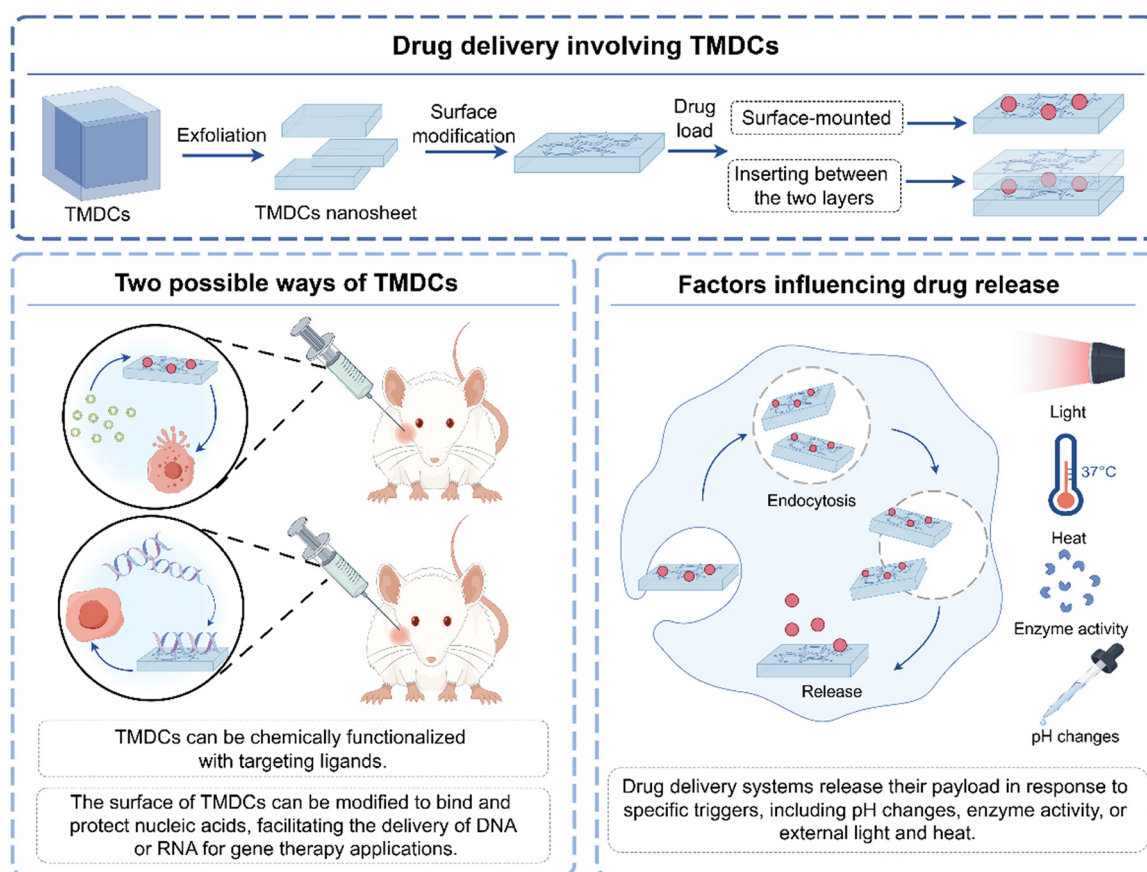 Drug delivery involving TMDCs
TMDCs
Exfoliation
TMDCs nanosheet
Surface
modification
Drug
load
Surface-mounted
Inserting between
the two layers
Two possible ways of TMDCs
TMDCs can be chemically functionalized
with targeting ligands.
The surface of TMDCs can be modified to bind and
protect nucleic acids, facilitating the delivery of DNA
or RNA for gene therapy applications.
Factors influencing drug release
Endocytosis
Release
Light
37°C
Heat
Enzyme activity
pH changes
Drug delivery systems release their payload in response to
specific triggers, including pH changes, enzyme activity, or
external light and heat.